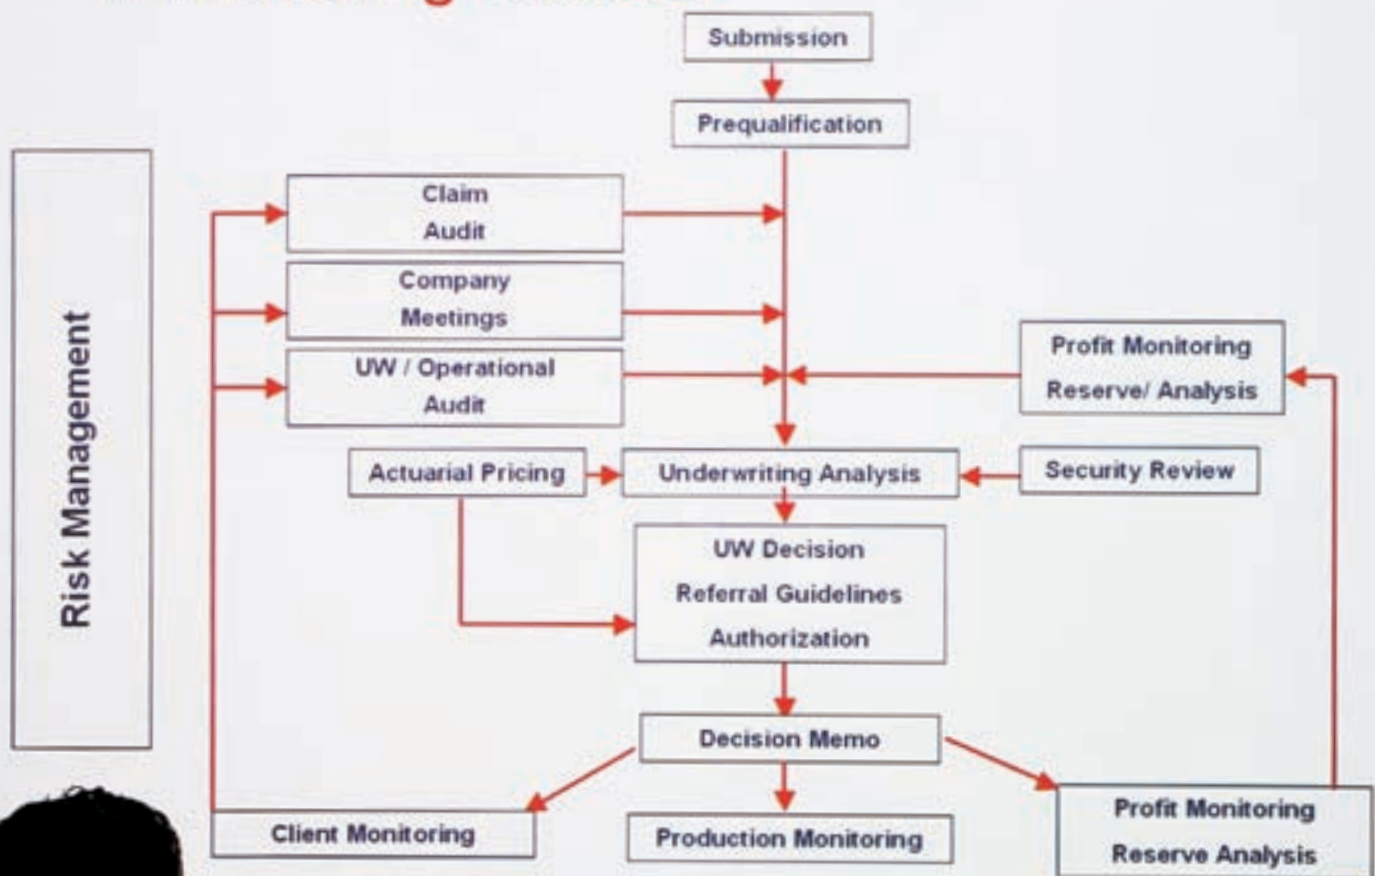 Submission
Prequalification
Claim
Audit
Company
Meetings
UW / Operational
Audit
Profit Monitoring
Reserve/ Analysis
Risk Management
Actuarial Pricing
Underwriting Analysis
Security Review
UW Decision
Referral Guidelines
Authorization
Decision Memo
Client Monitoring
Production Monitoring
Profit Monitoring
Reserve Analysis